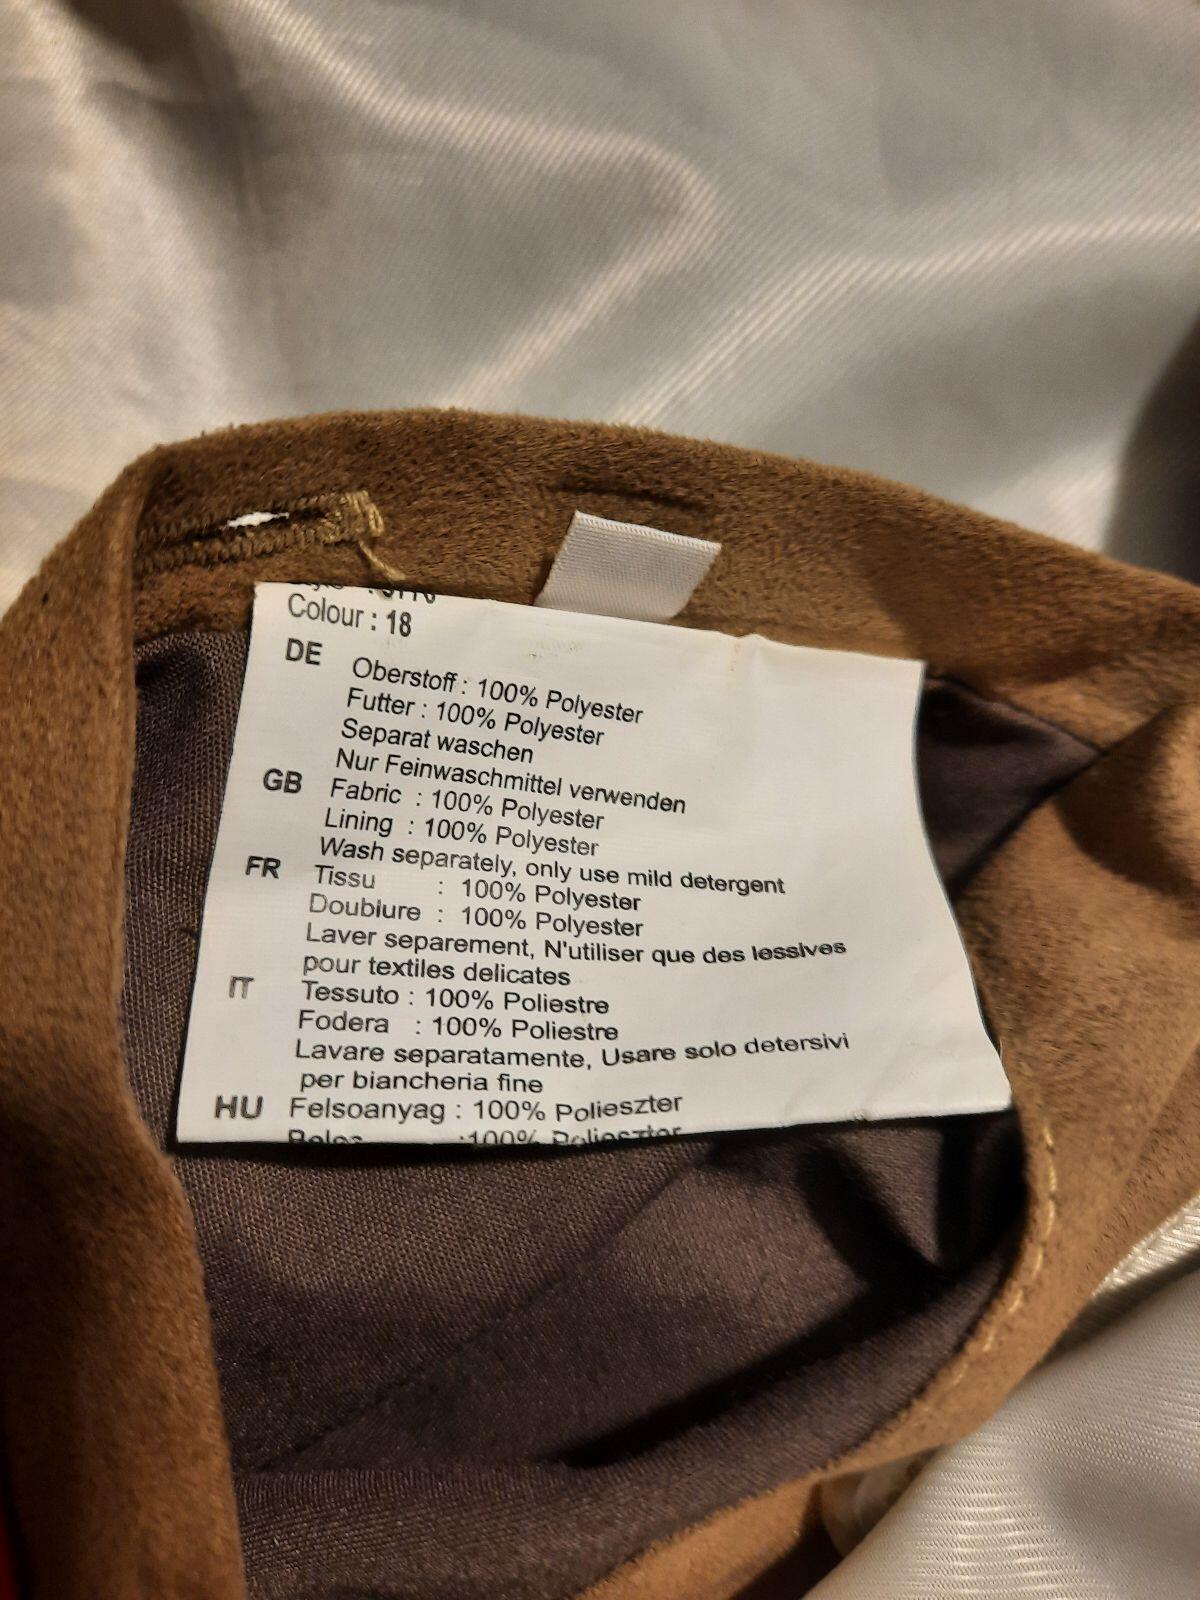 Colour : 18
DE
Oberstoff : 100% Polyester
Futter : 100% Polyester
Separat waschen
Nur Feinwaschmittel verwenden
GB Fabric : 100% Polyester
Lining : 100% Polyester
Wash separately, only use mild detergent
FR Tissu : 100% Polyester
Doublure : 100% Polyester
Laver separement, N'utiliser que des lessives
pour textiles delicates
IT Tessuto : 100% Poliestre
Fodera : 100% Poliestre
Lavare separatamente, Usare solo detersivi
per biancheria fine
HU Felsoanyag : 100% Polieszter
:100% Polieszter